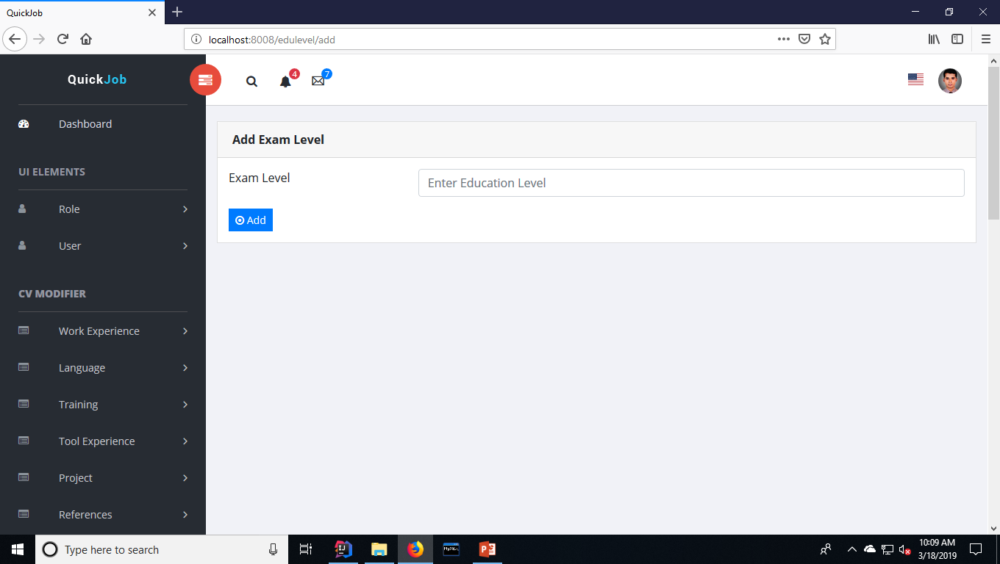 QuickJob
localhost:8008/edulevel/add
QuickJob
4
7
Dashboard
UI ELEMENTS
Role
User
CV MODIFIER
Work Experience
Language
Training
Tool Experience
Project
References
Add Exam Level
Exam Level
Enter Education Level
Add
Type here to search
IJ
MySQL
P
10:09 AM
3/18/2019